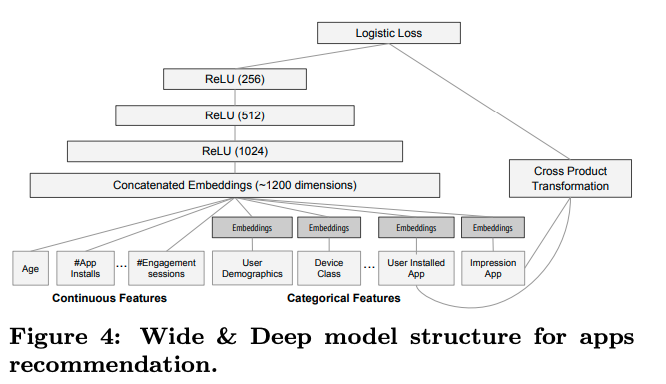 Logistic Loss
ReLU (256)
ReLU (512)
ReLU (1024)
Concatenated Embeddings (~1200 dimensions)
Cross Product
Transformation
Embeddings
Embeddings
Embeddings
Embeddings
Age
#App
Installs
...
#Engagement
sessions
User
Demographics
Device
Class
...
User Installed
App
Impression
App
Continuous Features
Categorical Features
Figure 4: Wide & Deep model structure for apps
recommendation.